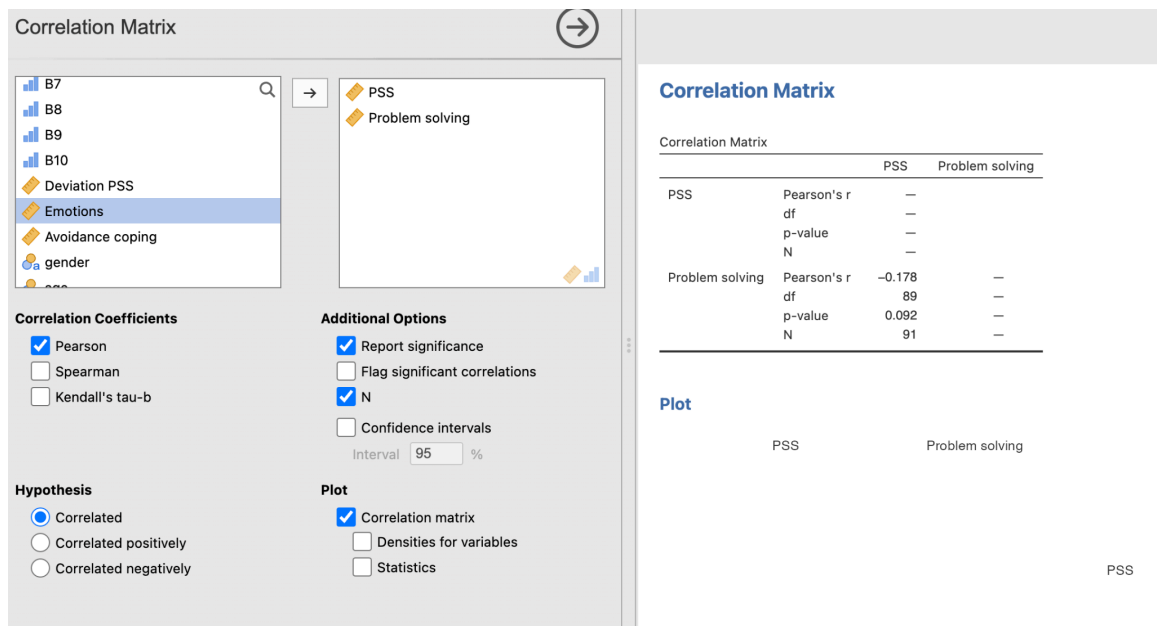 Correlation Matrix
B7
B8
B9
B10
Deviation PSS
Emotions
Avoidance coping
gender
PSS
Problem solving
Correlation Coefficients
Pearson
Spearman
Kendall's tau-b
Additional Options
Report significance
Flag significant correlations
N
Confidence intervals
Interval 95 %
Hypothesis
Correlated
Correlated positively
Correlated negatively
Plot
Correlation matrix
Densities for variables
Statistics
Correlation Matrix
Correlation Matrix
PSS Problem solving
PSS Pearson's r —
df —
p-value —
N —
Problem solving Pearson's r −0.178 —
df 89 —
p-value 0.092 —
N 91 —
Plot
PSS Problem solving
PSS